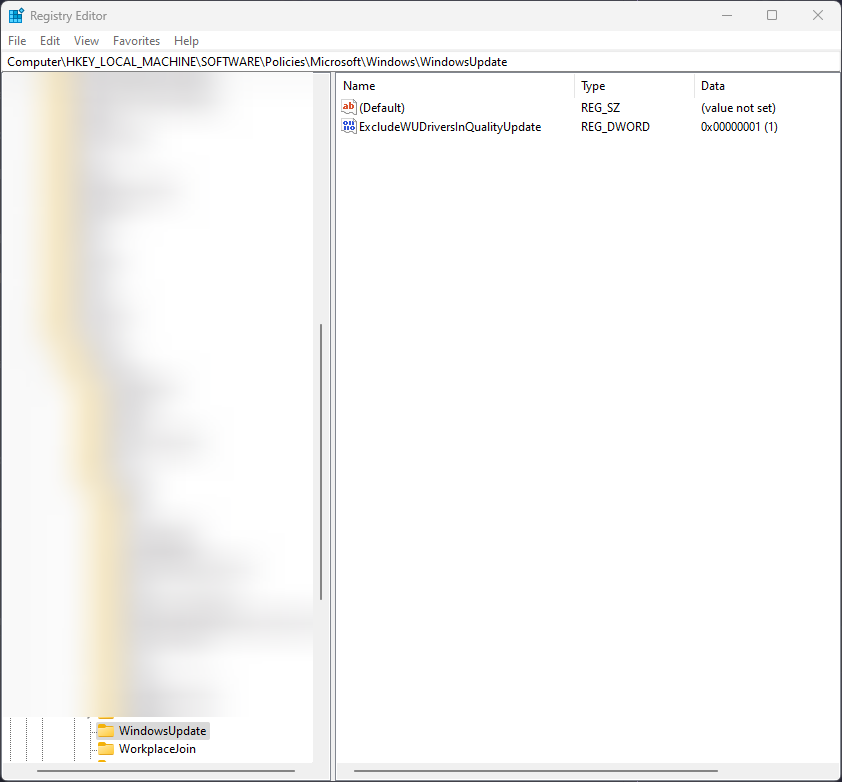 Registry Editor
File Edit View Favorites Help
Computer\HKEY_LOCAL_MACHINE\SOFTWARE\Policies\Microsoft\Windows\WindowsUpdate
Name Type Data
ab (Default) REG_SZ (value not set)
ExcludeWUDriversInQualityUpdate REG_DWORD 0x00000001 (1)
WindowsUpdate
WorkplaceJoin